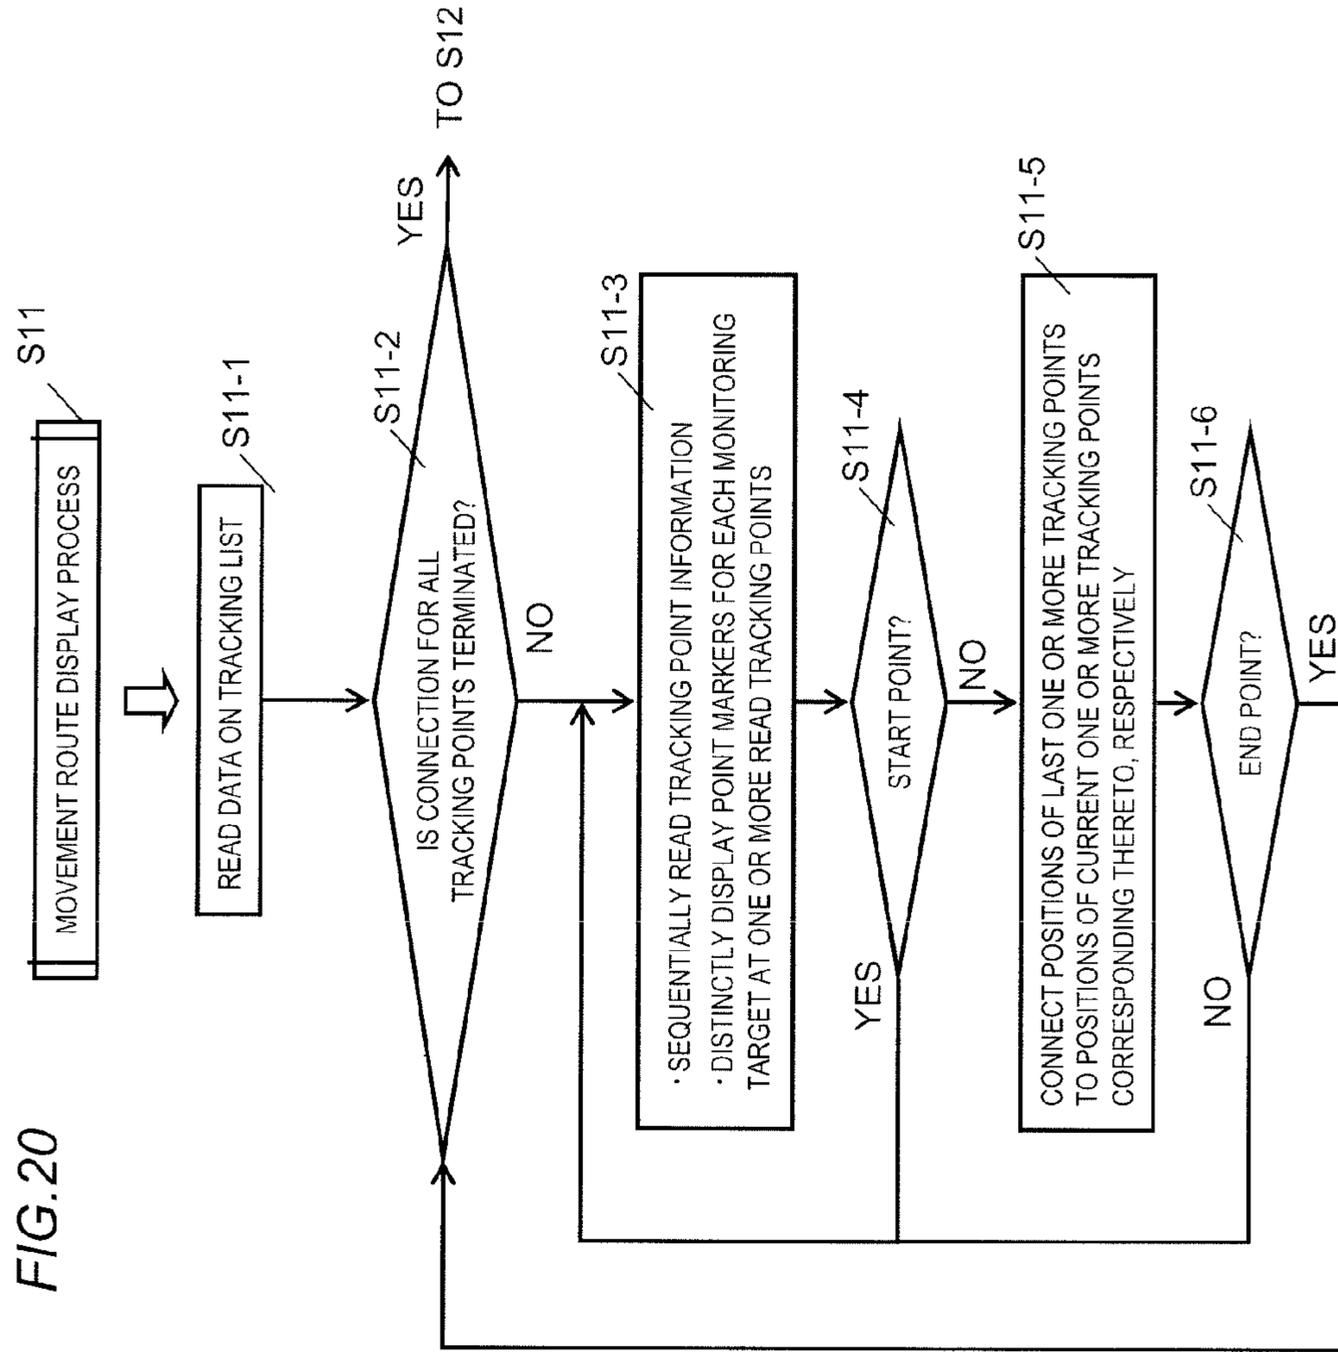 FIG.20
S11
MOVEMENT ROUTE DISPLAY PROCESS
S11-1
READ DATA ON TRACKING LIST
S11-2
IS CONNECTION FOR ALL
TRACKING POINTS TERMINATED?
YES
TO S12
NO
S11-3
·SEQUENTIALLY READ TRACKING POINT INFORMATION
·DISTINCTLY DISPLAY POINT MARKERS FOR EACH MONITORING
TARGET AT ONE OR MORE READ TRACKING POINTS
S11-4
START POINT?
YES
NO
S11-5
CONNECT POSITIONS OF LAST ONE OR MORE TRACKING POINTS
TO POSITIONS OF CURRENT ONE OR MORE TRACKING POINTS
CORRESPONDING THERETO, RESPECTIVELY
S11-6
END POINT?
NO
YES